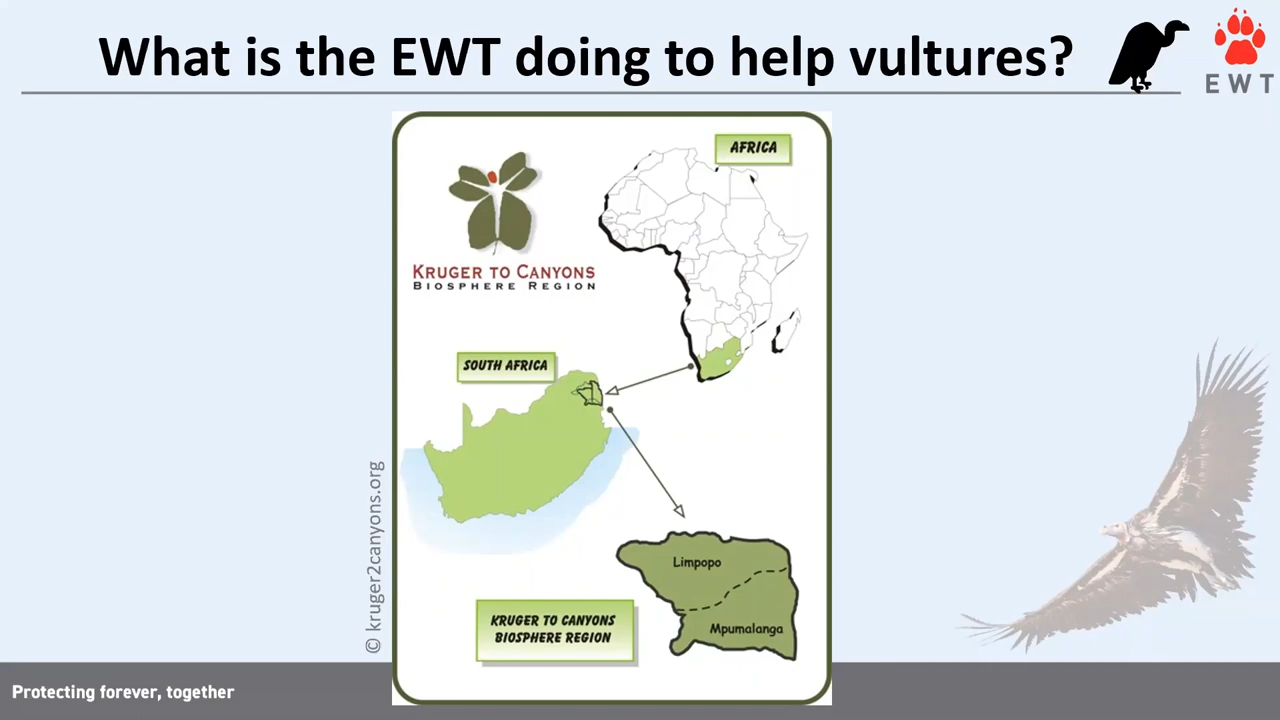 What is the EWT doing to help vultures?
EWT
AFRICA
KRUGER TO CANYONS
BIOSPHERE REGION
SOUTH AFRICA
© kruger2canyons.org
Limpopo
KRUGER TO CANYONS
BIOSPHERE REGION
Mpumalanga
Protecting forever, together